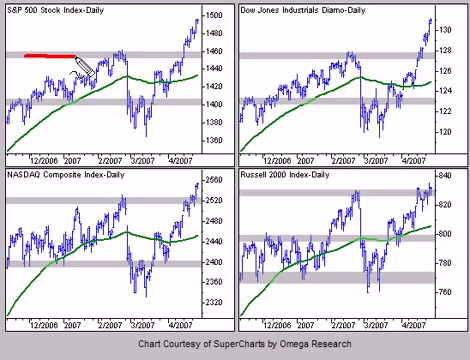 S&P 500 Stock Index-Daily
1500
1480
1460
1440
1420
1400
1380
1360
12/2006 2007 2/2007 3/2007 4/2007
Dow Jones Industrials Diamo-Daily
130
128
126
124
122
120
12/2006 2007 2/2007 3/2007 4/2007
NASDAQ Composite Index-Daily
2560
2520
2480
2440
2400
2360
2320
12/2006 2007 2/2007 3/2007 4/2007
Russell 2000 Index-Daily
840
820
800
780
760
12/2006 2007 2/2007 3/2007 4/2007
Chart Courtesy of SuperCharts by Omega Research